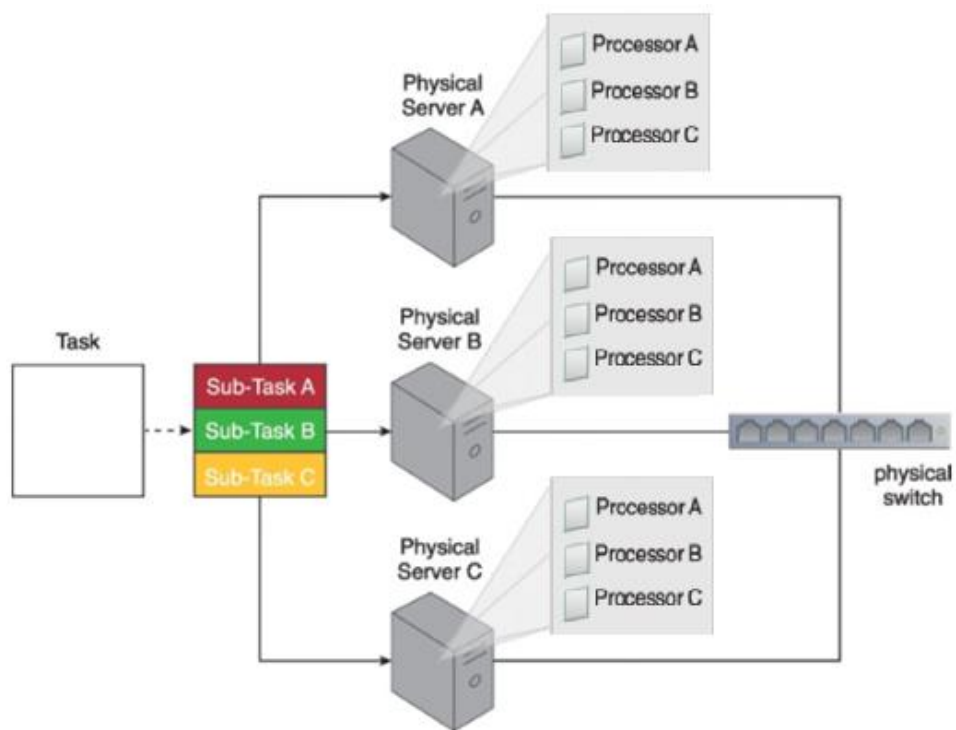 Physical
Server A
Processor A
Processor B
Processor C
Task
Sub-Task A
Sub-Task B
Sub-Task C
Physical
Server B
Processor A
Processor B
Processor C
physical
switch
Physical
Server C
Processor A
Processor B
Processor C